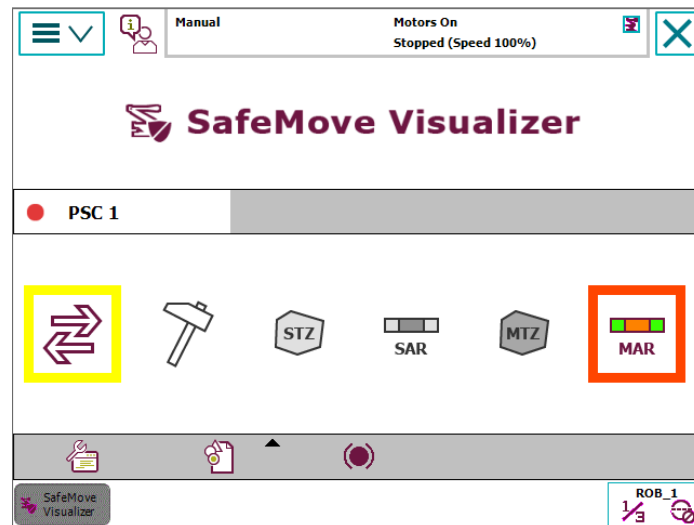 Manual
Motors On
Stopped (Speed 100%)
SafeMove Visualizer
PSC 1
STZ
SAR
MTZ
MAR
SafeMove
Visualizer
ROB_1
1/3